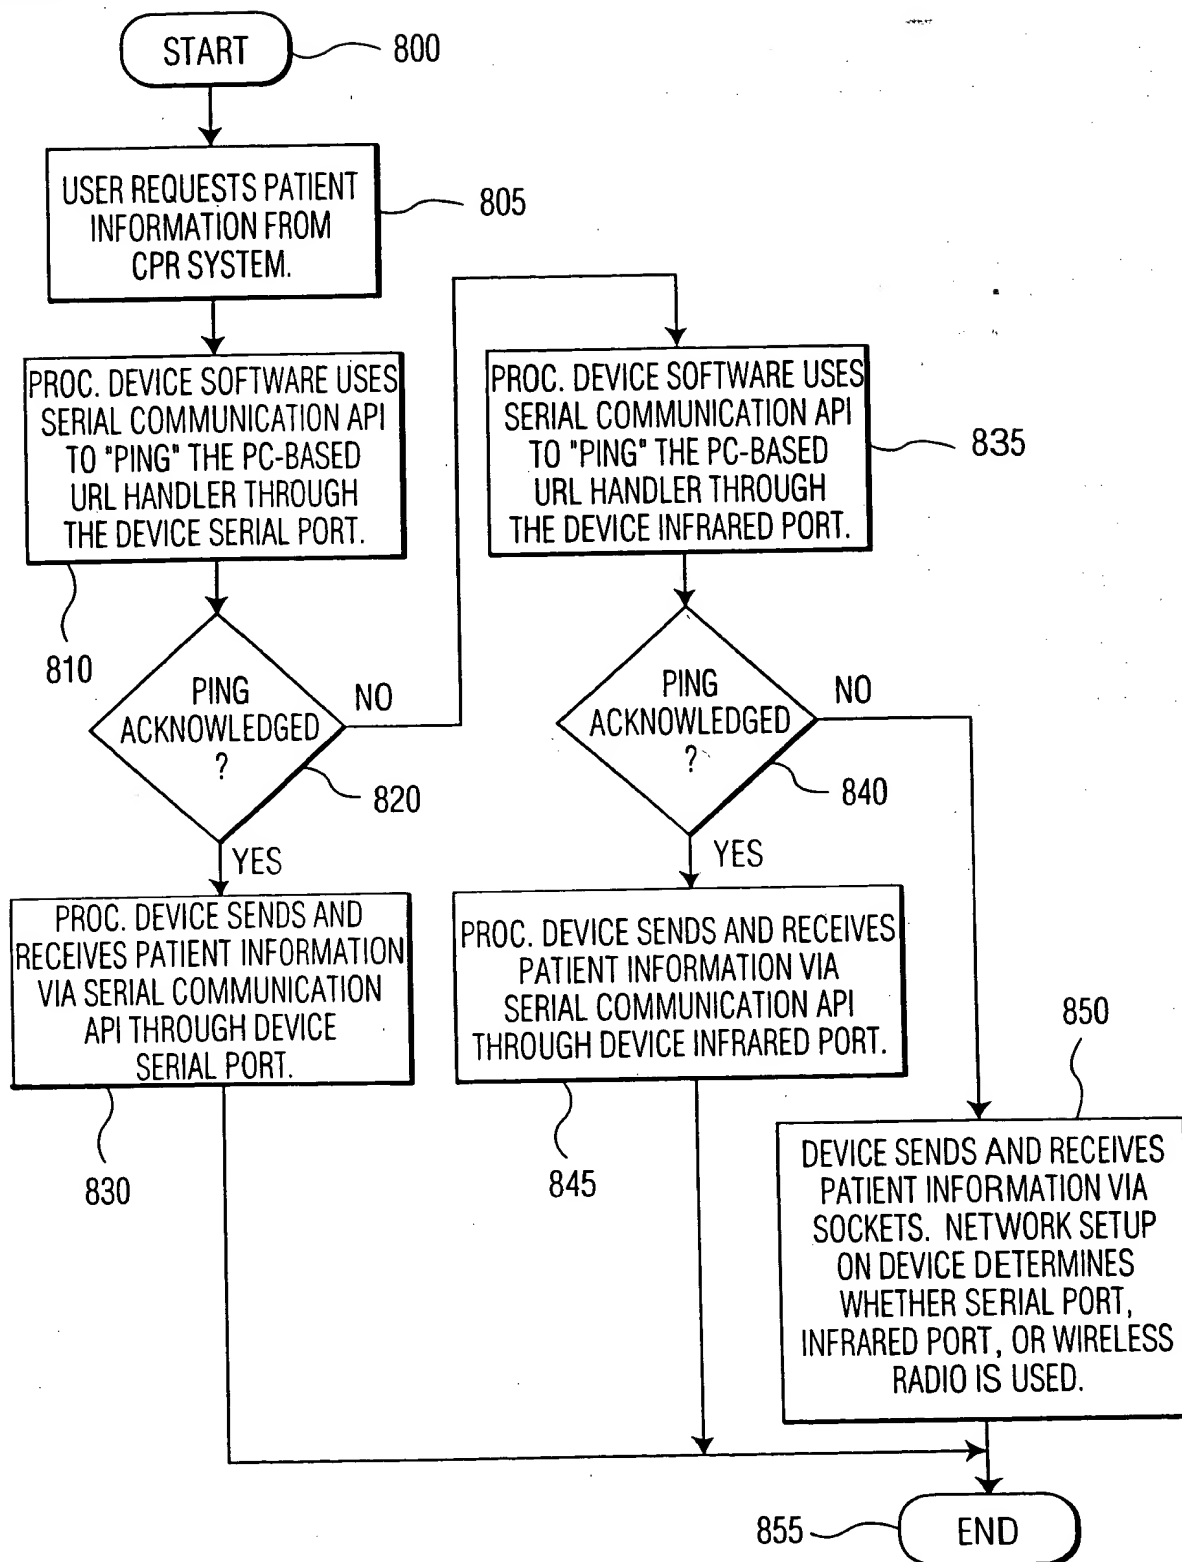 START
800
USER REQUESTS PATIENT
INFORMATION FROM
CPR SYSTEM.
805
PROC. DEVICE SOFTWARE USES
SERIAL COMMUNICATION API
TO "PING" THE PC-BASED
URL HANDLER THROUGH
THE DEVICE SERIAL PORT.
810
PING
ACKNOWLEDGED
?
NO
820
YES
PROC. DEVICE SENDS AND
RECEIVES PATIENT INFORMATION
VIA SERIAL COMMUNICATION
API THROUGH DEVICE
SERIAL PORT.
830
PROC. DEVICE SOFTWARE USES
SERIAL COMMUNICATION API
TO "PING" THE PC-BASED
URL HANDLER THROUGH
THE DEVICE INFRARED PORT.
835
PING
ACKNOWLEDGED
?
NO
840
YES
PROC. DEVICE SENDS AND RECEIVES
PATIENT INFORMATION VIA
SERIAL COMMUNICATION API
THROUGH DEVICE INFRARED PORT.
845
850
DEVICE SENDS AND RECEIVES
PATIENT INFORMATION VIA
SOCKETS. NETWORK SETUP
ON DEVICE DETERMINES
WHETHER SERIAL PORT,
INFRARED PORT, OR WIRELESS
RADIO IS USED.
855
END